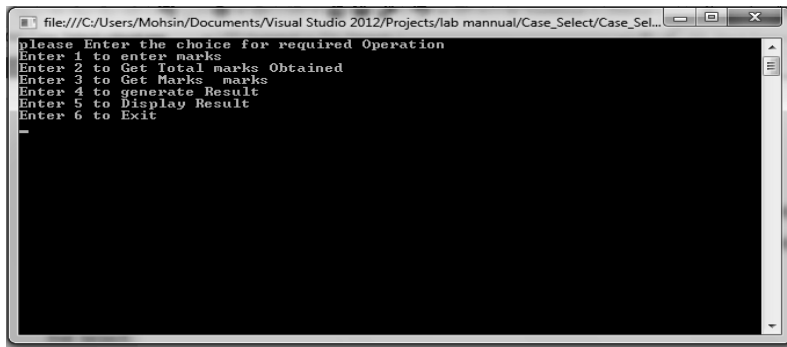 file:///C:/Users/Mohsin/Documents/Visual Studio 2012/Projects/lab mannual/Case_Select/Case_Sel...
please Enter the choice for required Operation
Enter 1 to enter marks
Enter 2 to Get Total marks Obtained
Enter 3 to Get Marks  marks
Enter 4 to generate Result
Enter 5 to Display Result
Enter 6 to Exit